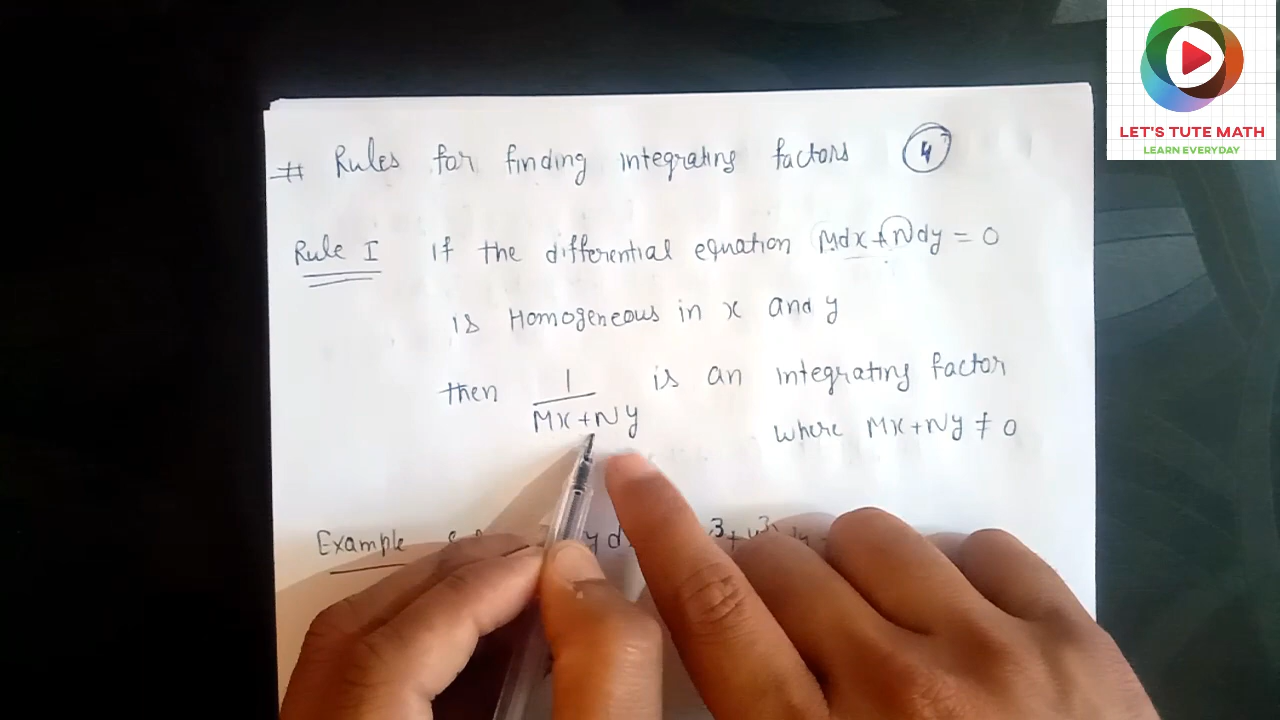 # Rules for finding integrating factors 4
Rule I If the differential equation Mdx+Ndy = 0
is Homogeneous in x and y
then 1/(Mx+Ny) is an integrating factor
where Mx+Ny ≠ 0
Example
LET'S TUTE MATH
LEARN EVERYDAY